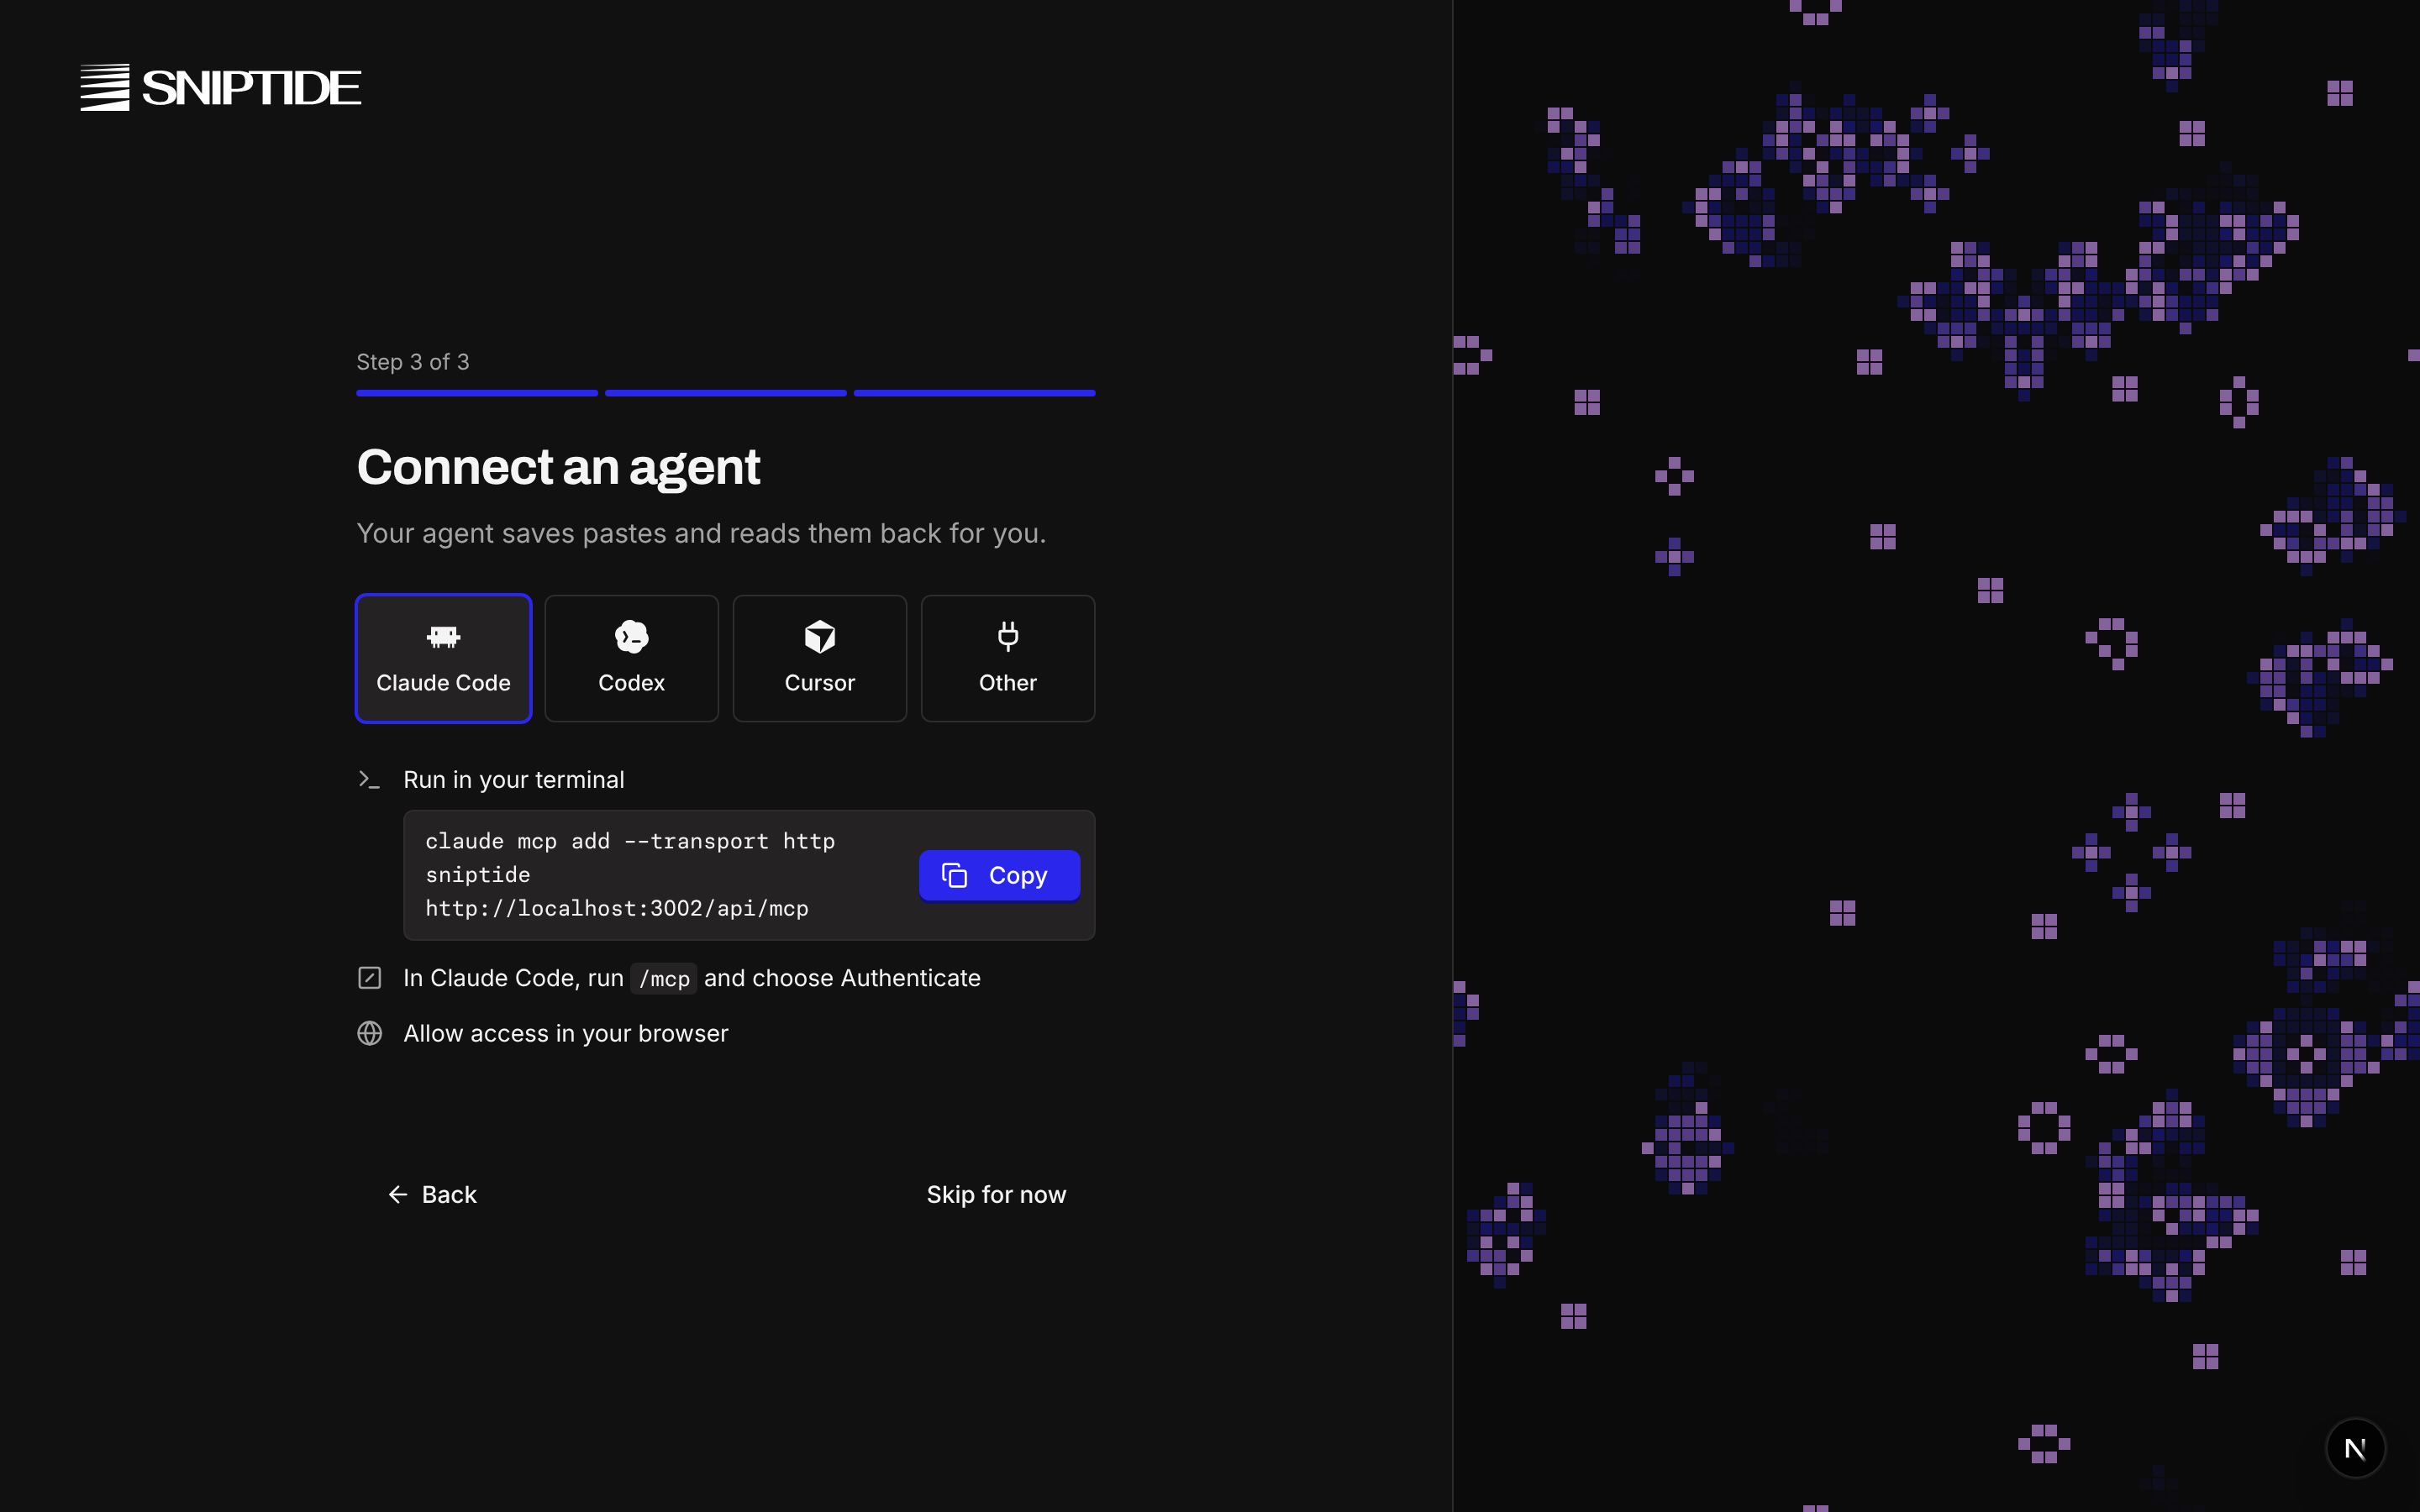 SNIPTIDE
Step 3 of 3
Connect an agent
Your agent saves pastes and reads them back for you.
Claude Code
Codex
Cursor
Other
Run in your terminal
claude mcp add --transport http
sniptide
http://localhost:3002/api/mcp
Copy
In Claude Code, run /mcp and choose Authenticate
Allow access in your browser
Back
Skip for now
N